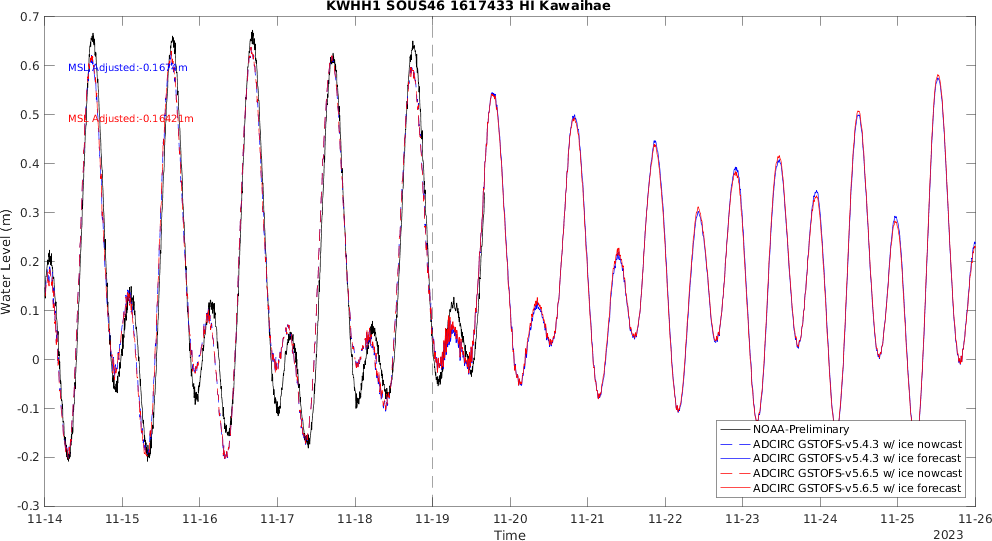 KWHH1 SOUS46 1617433 HI Kawaihae
0.7
0.6
0.5
0.4
0.3
0.2
0.1
0
-0.1
-0.2
-0.3
Water Level (m)
MSL Adjusted:-0.1674m
MSL Adjusted:-0.16421m
NOAA-Preliminary
ADCIRC GSTOFS-v5.4.3 w/ ice nowcast
ADCIRC GSTOFS-v5.4.3 w/ ice forecast
ADCIRC GSTOFS-v5.6.5 w/ ice nowcast
ADCIRC GSTOFS-v5.6.5 w/ ice forecast
11-14 11-15 11-16 11-17 11-18 11-19 11-20 11-21 11-22 11-23 11-24 11-25 11-26
Time
2023